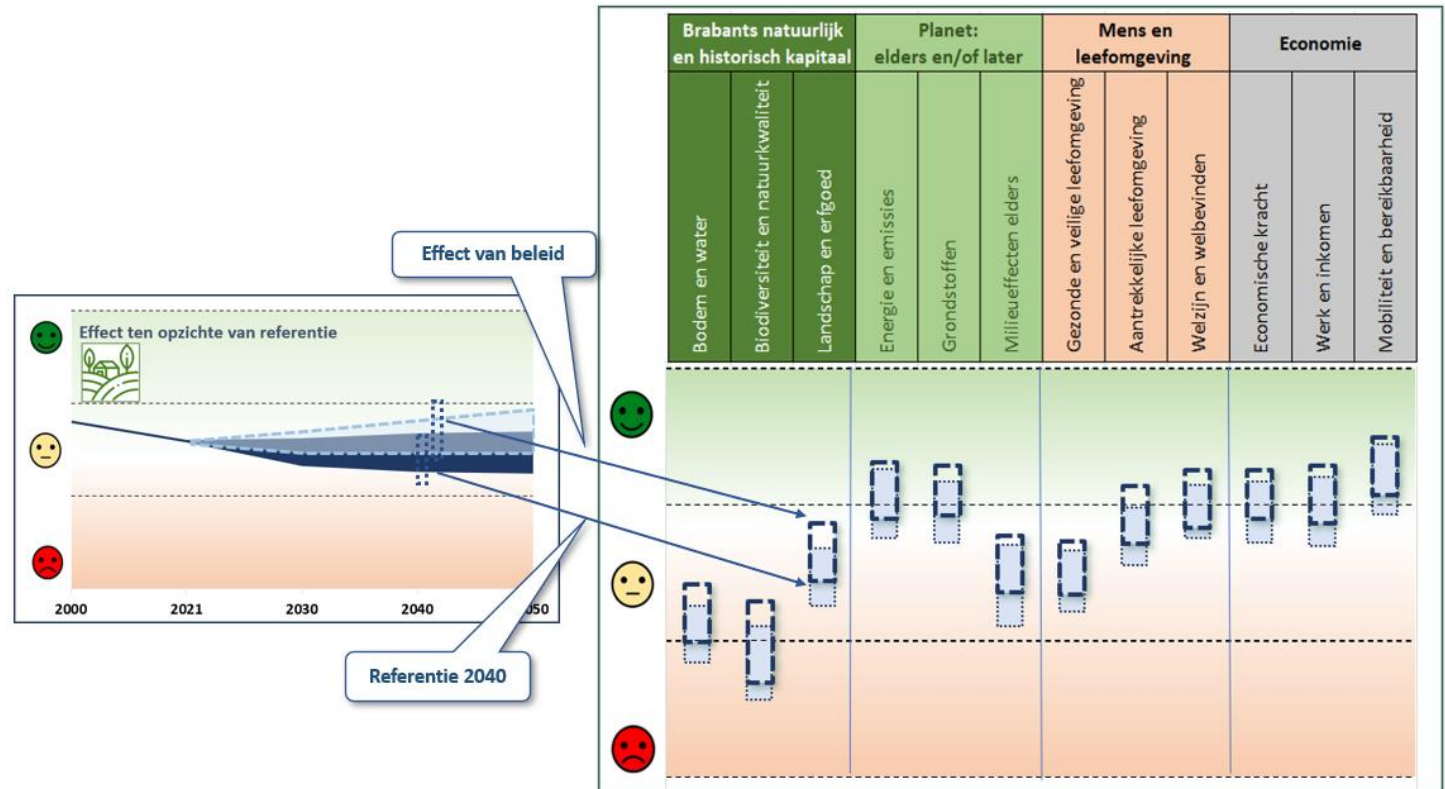 Brabants natuurlijk
en historisch kapitaal
Planet:
elders en/of later
Mens en
leefomgeving
Economie
Bodem en water
Biodiversiteit en natuurkwaliteit
Landschap en erfgoed
Energie en emissies
Grondstoffen
Milieueffecten elders
Gezonde en veilige leefomgeving
Aantrekkelijke leefomgeving
Welzijn en welbevinden
Economische kracht
Werk en inkomen
Mobiliteit en bereikbaarheid
Effect van beleid
Effect ten opzichte van referentie
2000
2021
2030
2040
050
Referentie 2040